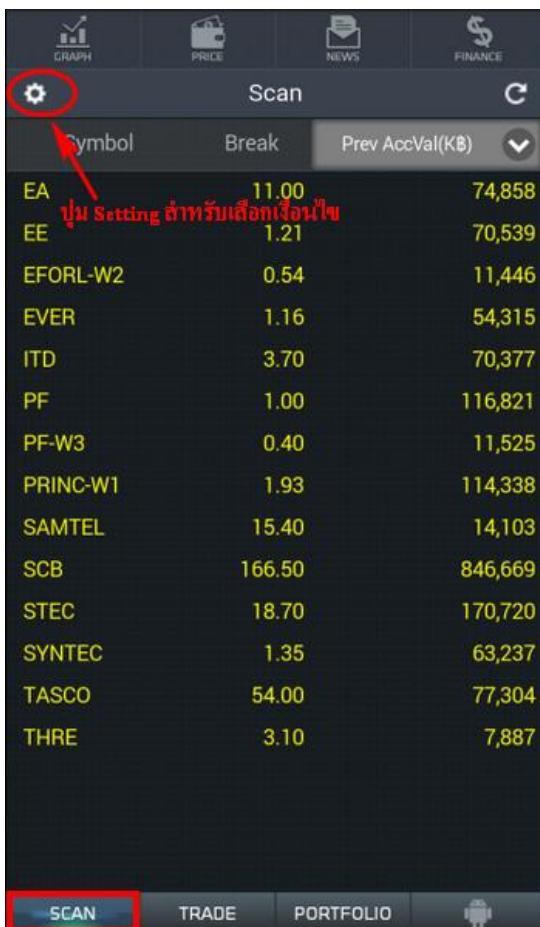 GRAPH PRICE NEWS FINANCE
Scan
Symbol Break Prev AccVal(K฿)
EA 11.00 74,858
ปุ่ม Setting สำหรับเลือกเงื่อนไข
EE 1.21 70,539
EFORL-W2 0.54 11,446
EVER 1.16 54,315
ITD 3.70 70,377
PF 1.00 116,821
PF-W3 0.40 11,525
PRINC-W1 1.93 114,338
SAMTEL 15.40 14,103
SCB 166.50 846,669
STEC 18.70 170,720
SYNTEC 1.35 63,237
TASCO 54.00 77,304
THRE 3.10 7,887
SCAN TRADE PORTFOLIO